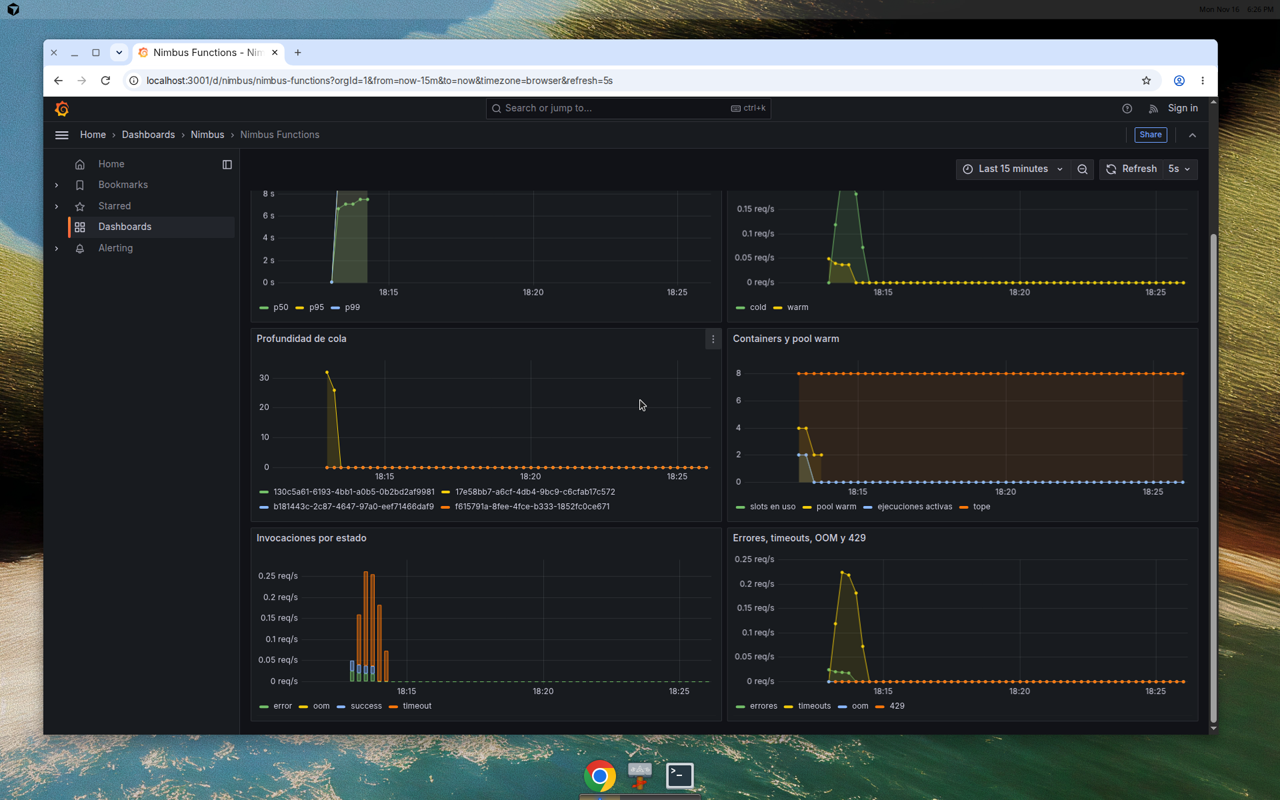 Mon Nov 16 6:26 PM
Nimbus Functions - Nim
localhost:3001/d/nimbus/nimbus-functions?orgId=1&from=now-15m&to=now&timezone=browser&refresh=5s
Search or jump to... ctrl+k
Sign in
Home Dashboards Nimbus Nimbus Functions
Share
Home
Bookmarks
Starred
Dashboards
Alerting
Last 15 minutes Refresh 5s
8 s
6 s
4 s
2 s
0 s
18:15 18:20 18:25
p50 p95 p99
0.15 req/s
0.1 req/s
0.05 req/s
0 req/s
18:15 18:20 18:25
cold warm
Profundidad de cola
30
20
10
0
18:15 18:20 18:25
130c5a61-6193-4bb1-a0b5-0b2bd2af9981 17e58bb7-a6cf-4db4-9bc9-c6cfab17c572
b181443c-2c87-4647-97a0-eef71466daf9 f615791a-8fee-4fce-b333-1852fc0ce671
Containers y pool warm
8
6
4
2
0
18:15 18:20 18:25
slots en uso pool warm ejecuciones activas tope
Invocaciones por estado
0.25 req/s
0.2 req/s
0.15 req/s
0.1 req/s
0.05 req/s
0 req/s
18:15 18:20 18:25
error oom success timeout
Errores, timeouts, OOM y 429
0.25 req/s
0.2 req/s
0.15 req/s
0.1 req/s
0.05 req/s
0 req/s
18:15 18:20 18:25
errores timeouts oom 429